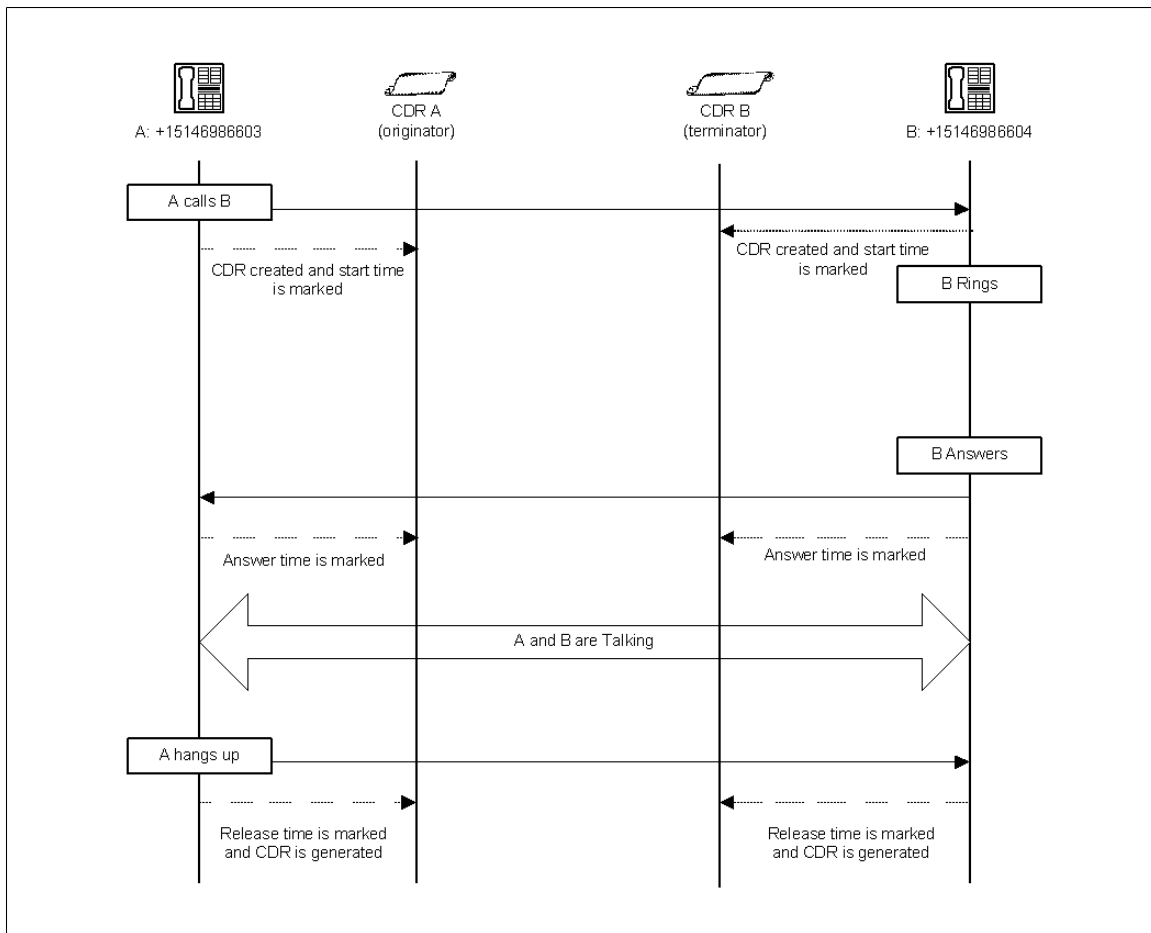 A: +15146986603
CDR A
(originator)
CDR B
(terminator)
B: +15146986604
A calls B
CDR created and start time
is marked
CDR created and start time
is marked
B Rings
B Answers
Answer time is marked
Answer time is marked
A and B are Talking
A hangs up
Release time is marked
and CDR is generated
Release time is marked
and CDR is generated